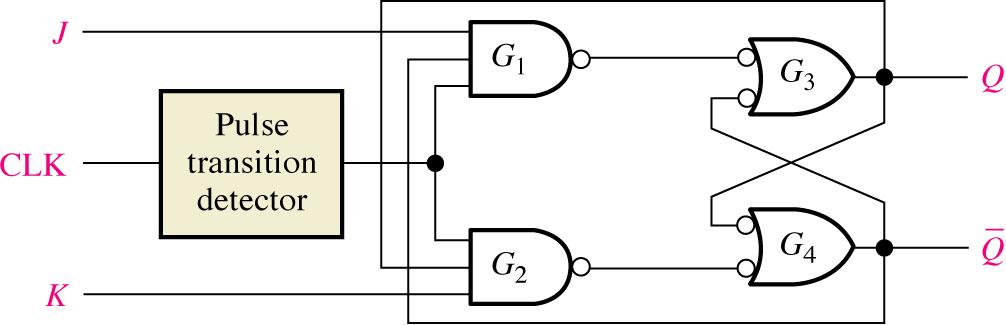 J
G₁
G₃
Q
Pulse
transition
detector
CLK
G₂
G₄
Q̅
K